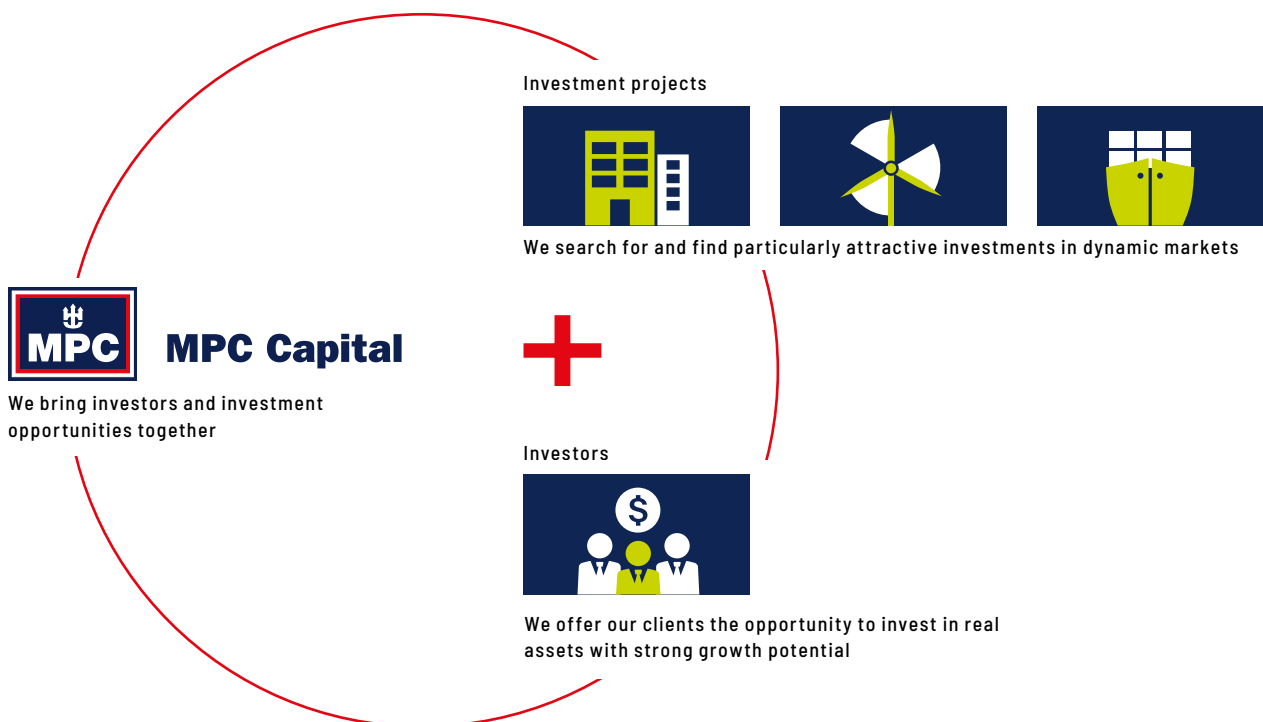 Investment projects
We search for and find particularly attractive investments in dynamic markets
MPC
MPC Capital
We bring investors and investment
opportunities together
Investors
$
We offer our clients the opportunity to invest in real
assets with strong growth potential